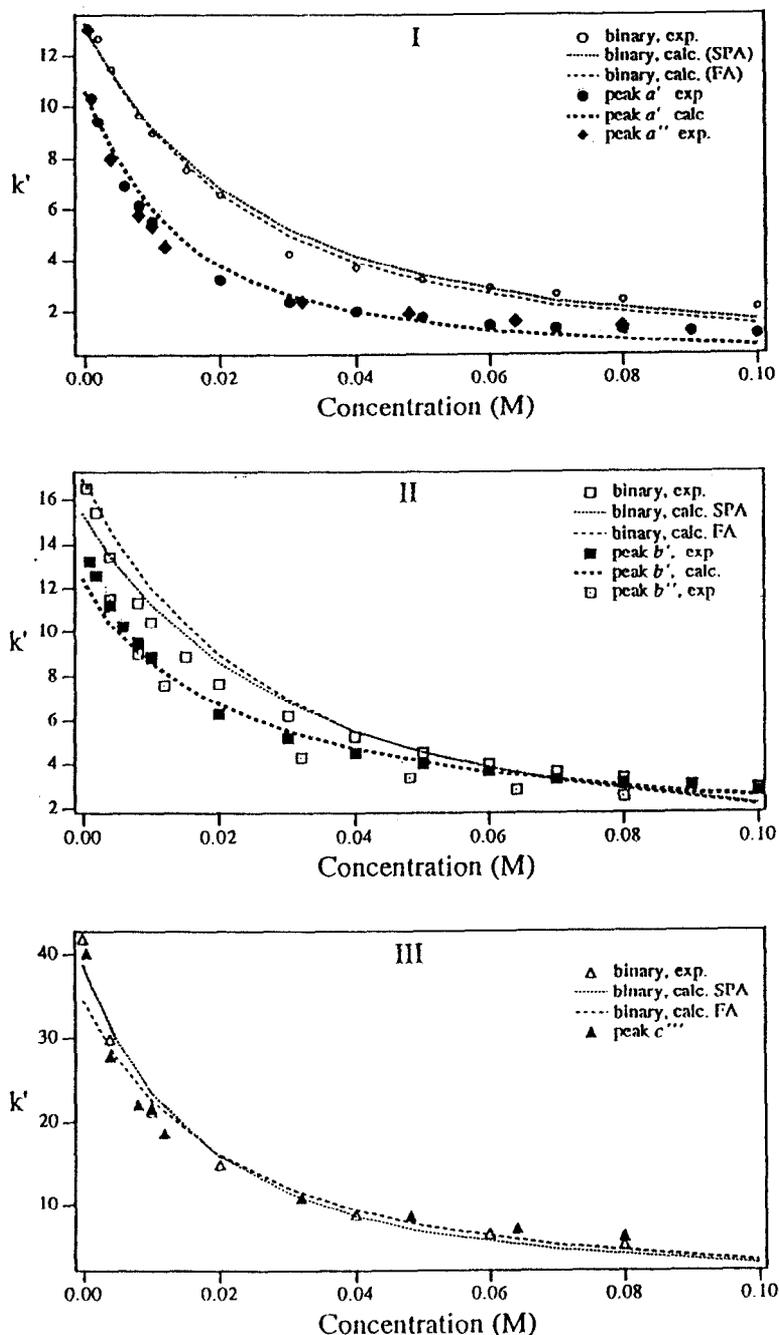 I
binary, exp.
binary, calc. (SPA)
binary, calc. (FA)
peak a' exp
peak a' calc
peak a'' exp.
12
10
8
6
4
2
k'
0.00 0.02 0.04 0.06 0.08 0.10
Concentration (M)
II
binary, exp.
binary, calc. SPA
binary, calc. FA
peak b', exp
peak b', calc.
peak b'', exp
16
14
12
10
8
6
4
2
k'
0.00 0.02 0.04 0.06 0.08 0.10
Concentration (M)
III
binary, exp.
binary, calc. SPA
binary, calc. FA
peak c'''
40
30
20
10
k'
0.00 0.02 0.04 0.06 0.08 0.10
Concentration (M)